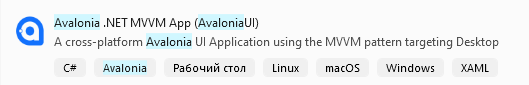 Avalonia .NET MVVM App (AvaloniaUI)
A cross-platform Avalonia UI Application using the MVVM pattern targeting Desktop
C# Avalonia Рабочий стол Linux macOS Windows XAML